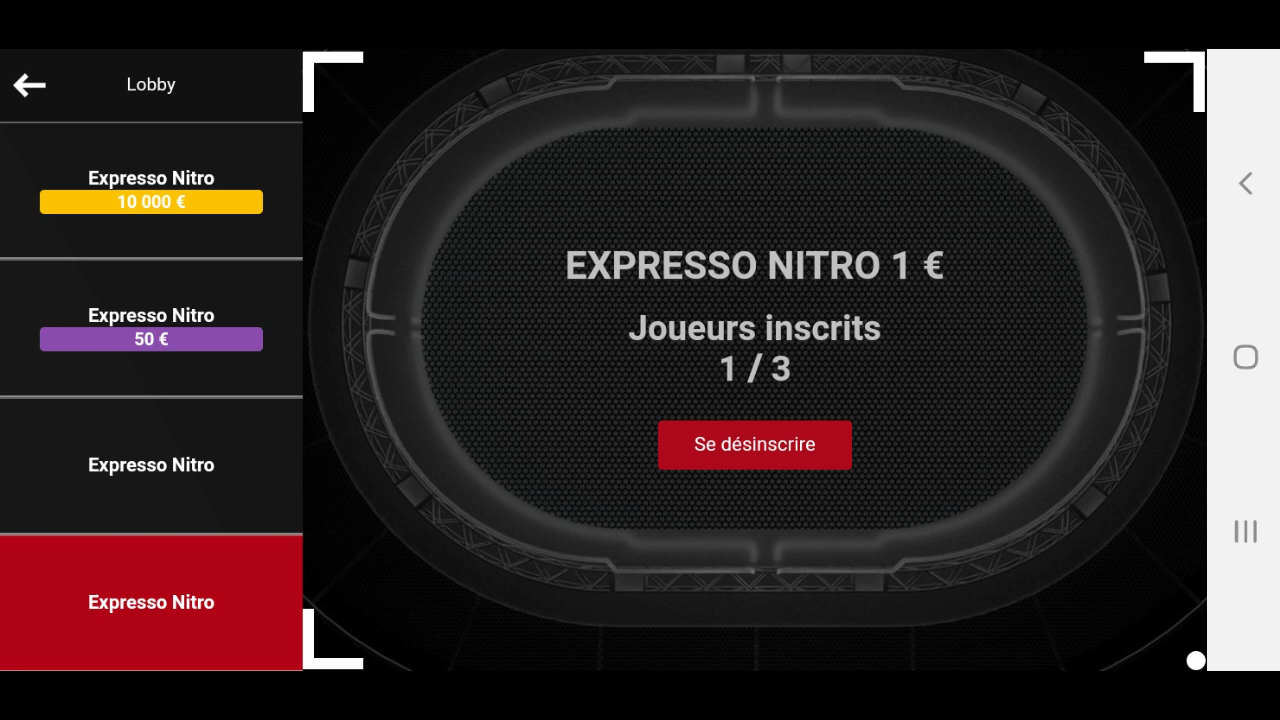 Lobby
Expresso Nitro
10 000 €
Expresso Nitro
50 €
Expresso Nitro
Expresso Nitro
EXPRESSO NITRO 1 €
Joueurs inscrits
1 / 3
Se désinscrire